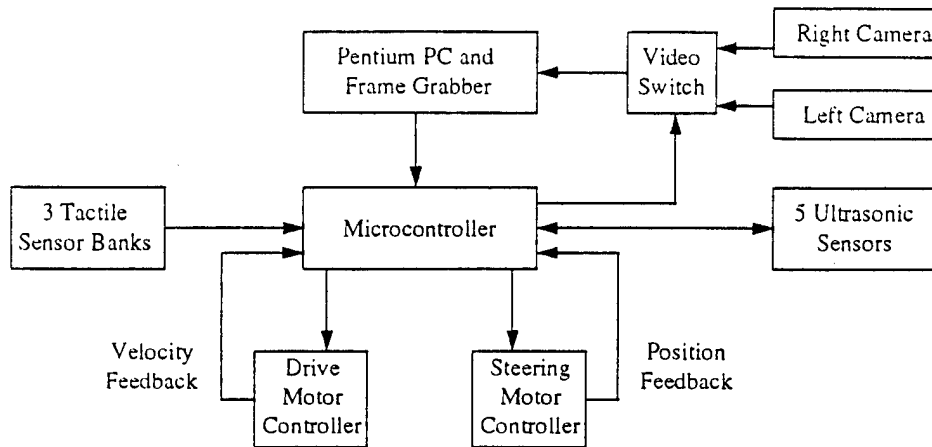 Right Camera
Pentium PC and
Frame Grabber
Video
Switch
Left Camera
3 Tactile
Sensor Banks
Microcontroller
5 Ultrasonic
Sensors
Velocity
Feedback
Drive
Motor
Controller
Steering
Motor
Controller
Position
Feedback